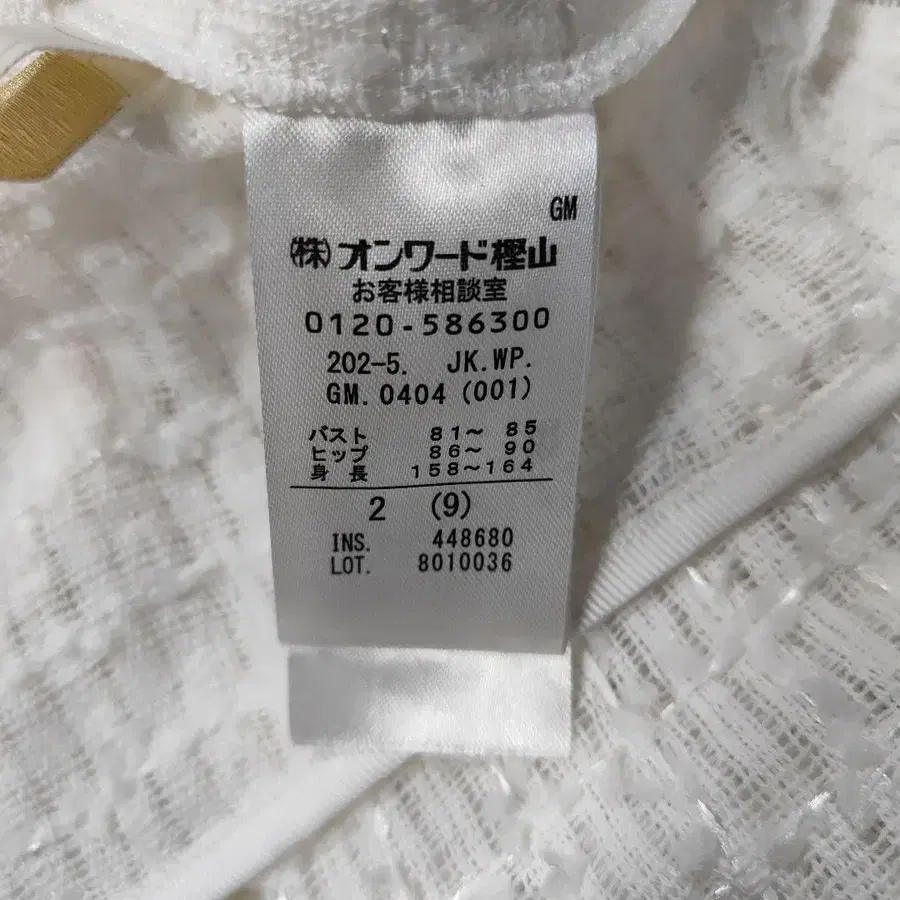 GM
㈱オンワード樫山
お客様相談室
0120-586300
202-5. JK.WP.
GM. 0404 (001)
バスト 81～ 85
ヒップ 86～ 90
身 長 158～164
2 (9)
INS. 448680
LOT. 8010036